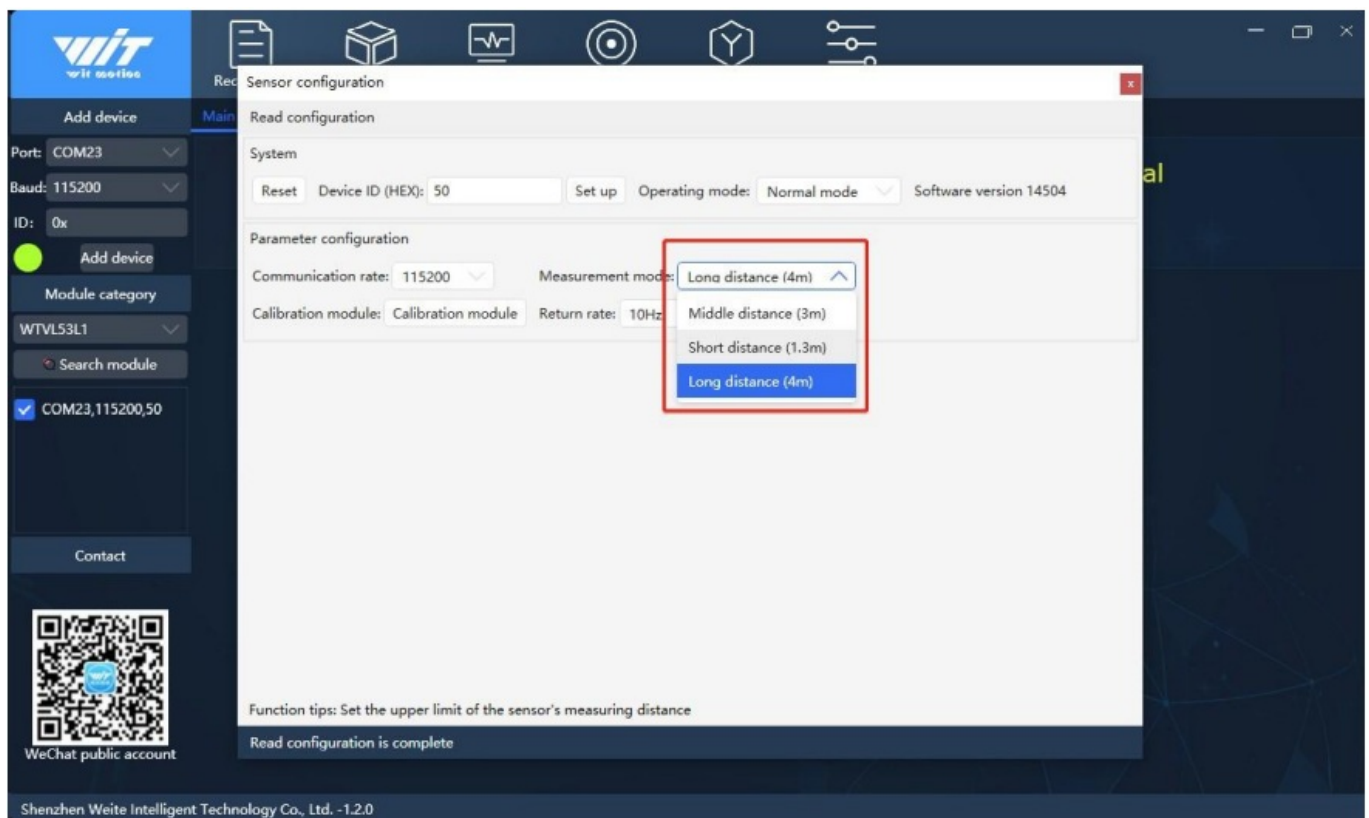 WiT
wit motion
Rec
Sensor configuration
x
Add device
Main
Read configuration
Port: COM23
System
al
Baud: 115200
Reset Device ID (HEX): 50 Set up Operating mode: Normal mode Software version 14504
ID: 0x
Parameter configuration
Add device
Communication rate: 115200 Measurement mode: Long distance (4m)
Module category
Calibration module: Calibration module Return rate: 10Hz
Middle distance (3m)
WTVL53L1
Short distance (1.3m)
Search module
Long distance (4m)
COM23,115200,50
Contact
Function tips: Set the upper limit of the sensor's measuring distance
Read configuration is complete
WeChat public account
Shenzhen Weite Intelligent Technology Co., Ltd. -1.2.0